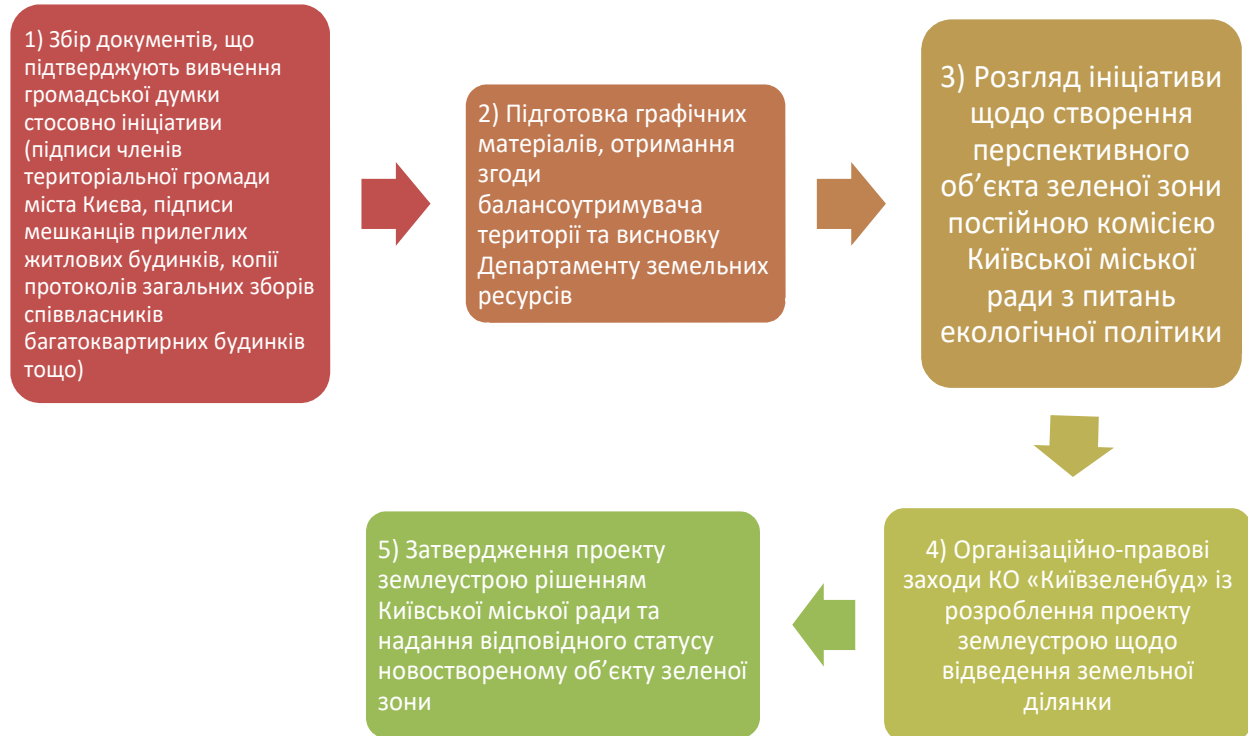 1) Збір документів, що
підтверджують вивчення
громадської думки
стосовно ініціативи
(підписи членів
територіальної громади
міста Києва, підписи
мешканців прилеглих
житлових будинків, копії
протоколів загальних зборів
співвласників
багатоквартирних будинків
тощо)
2) Підготовка графічних
матеріалів, отримання
згоди
балансоутримувача
території та висновку
Департаменту земельних
ресурсів
3) Розгляд ініціативи
щодо створення
перспективного
об’єкта зеленої зони
постійною комісією
Київської міської
ради з питань
екологічної політики
4) Організаційно-правові
заходи КО «Київзеленбуд» із
розроблення проекту
землеустрою щодо
відведення земельної
ділянки
5) Затвердження проекту
землеустрою рішенням
Київської міської ради та
надання відповідного статусу
новоствореному об’єкту зеленої
зони